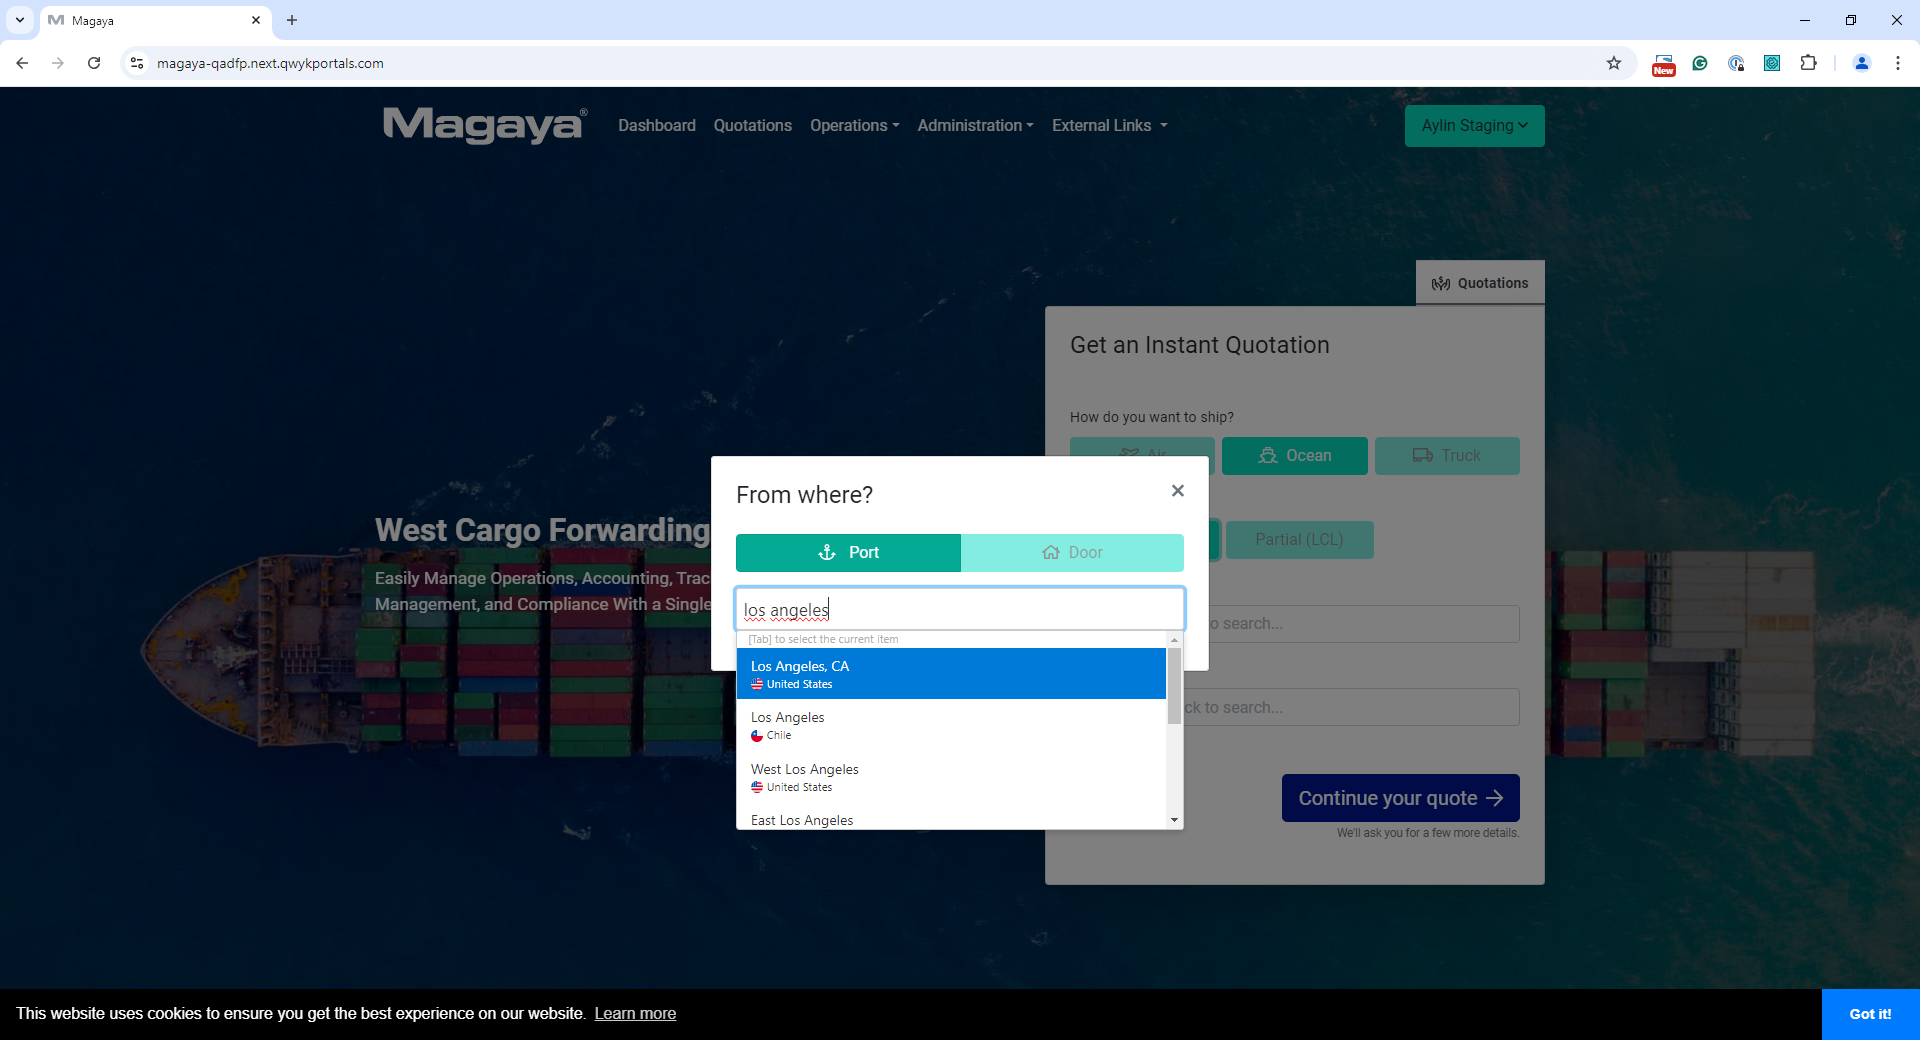 Magaya
magaya-qadfp.next.qwykportals.com
New
Magaya®
Dashboard
Quotations
Operations
Administration
External Links
Aylin Staging
Quotations
Get an Instant Quotation
How do you want to ship?
Air
Ocean
Truck
From where?
Port
Door
Partial (LCL)
West Cargo Forwarding
Easily Manage Operations, Accounting, Trac
Management, and Compliance With a Single
los angeles
o search...
[Tab] to select the current item
Los Angeles, CA
United States
Los Angeles
Chile
ck to search...
West Los Angeles
United States
East Los Angeles
Continue your quote
We'll ask you for a few more details.
This website uses cookies to ensure you get the best experience on our website. Learn more
Got it!